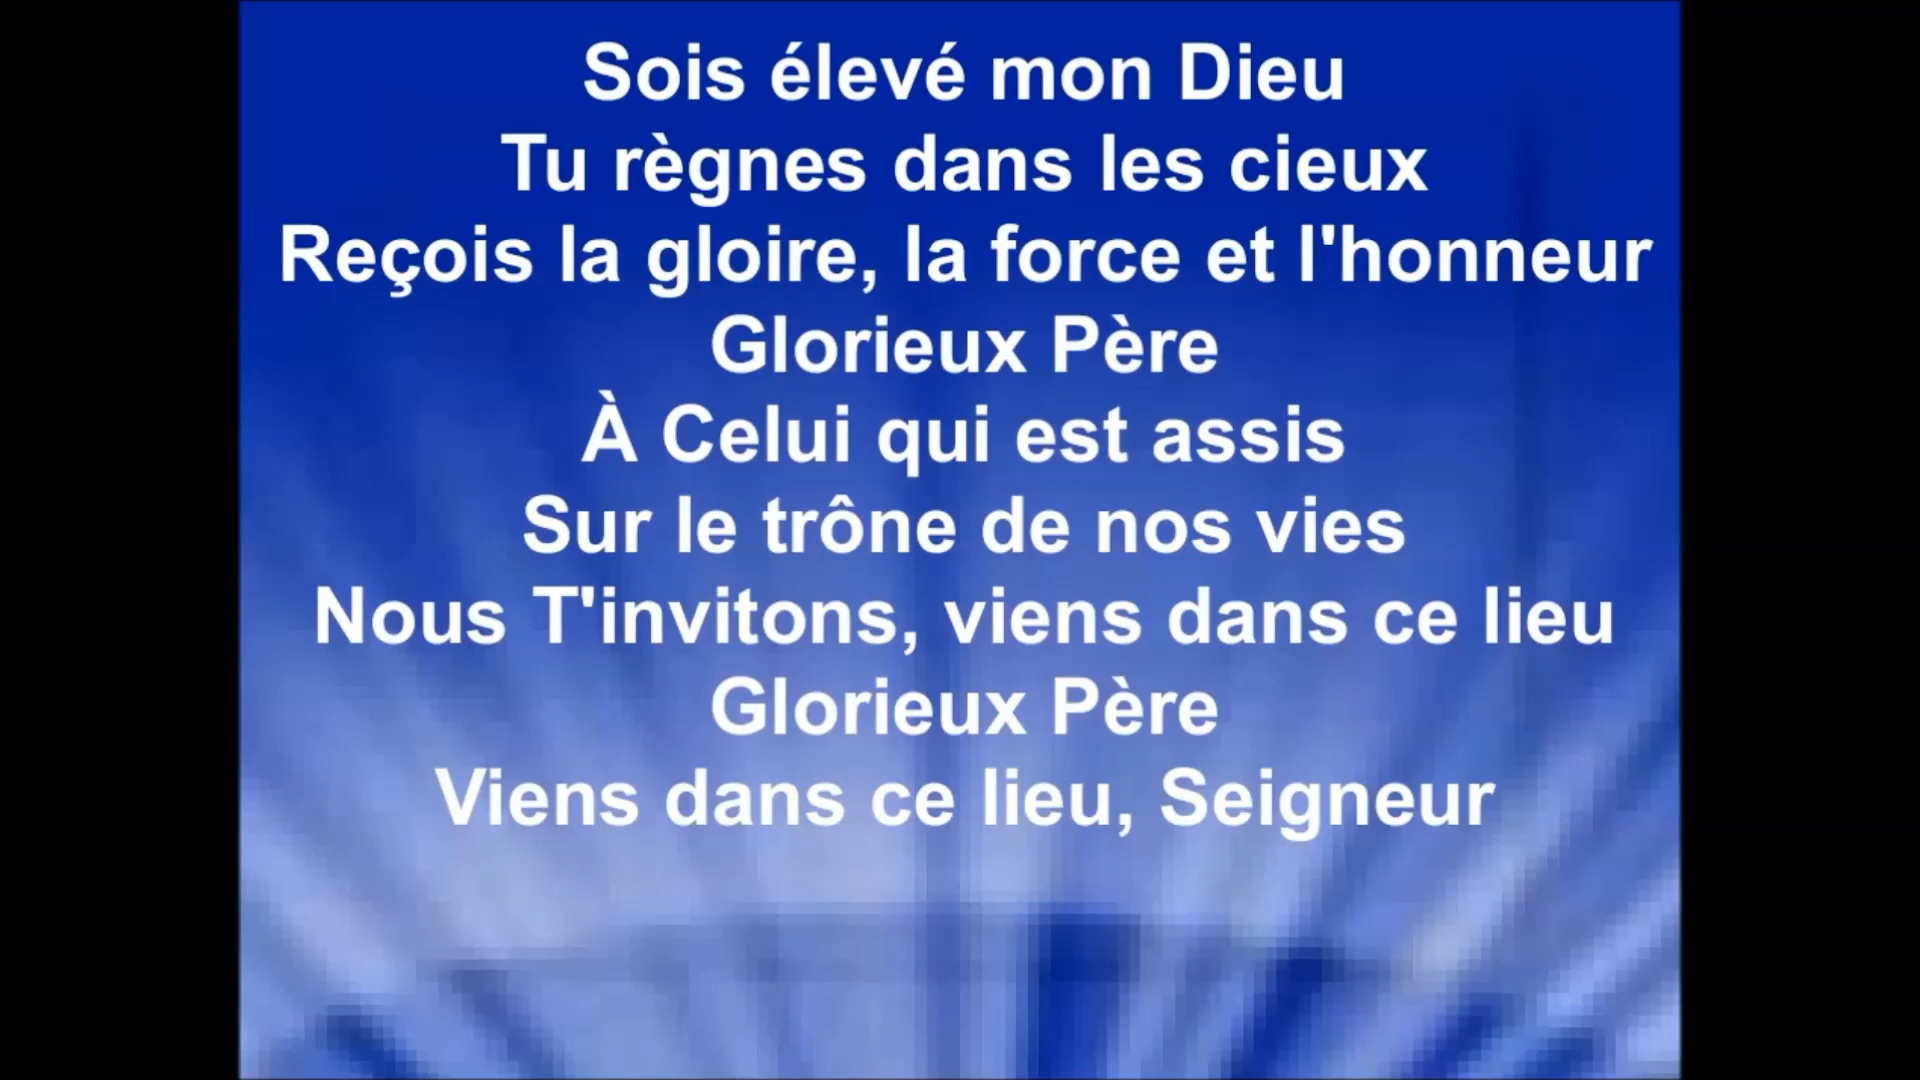 Sois élevé mon Dieu
Tu règnes dans les cieux
Reçois la gloire, la force et l'honneur
Glorieux Père
À Celui qui est assis
Sur le trône de nos vies
Nous T'invitons, viens dans ce lieu
Glorieux Père
Viens dans ce lieu, Seigneur